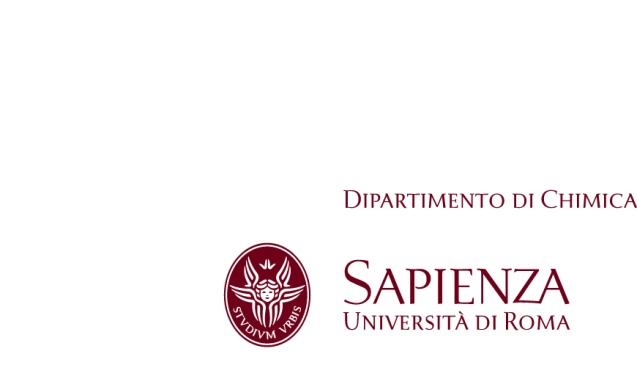 Dipartimento di Chimica
Sapienza
Università di Roma
STVDIVM VRBIS